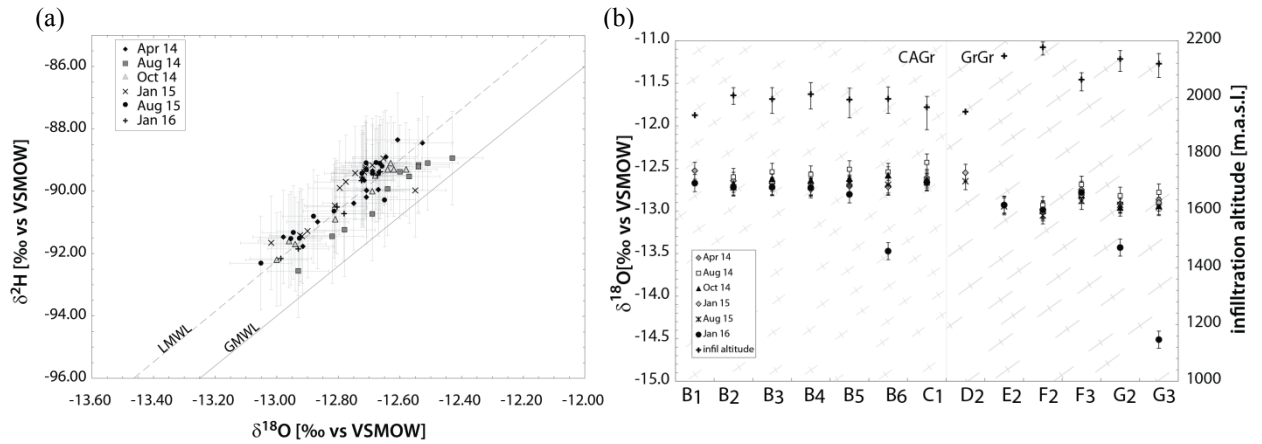 (a)
-86.00
-88.00
-90.00
-92.00
-94.00
-96.00
δ²H [‰ vs VSMOW]
Apr 14
Aug 14
Oct 14
Jan 15
Aug 15
Jan 16
LMWL
GMWL
-13.60 -13.40 -13.20 -13.00 -12.80 -12.60 -12.40 -12.20 -12.00
δ¹⁸O [‰ vs VSMOW]
(b)
-11.0
-11.5
-12.0
-12.5
-13.0
-13.5
-14.0
-14.5
-15.0
δ¹⁸O[‰ vs VSMOW]
CAGr GrGr
Apr 14
Aug 14
Oct 14
Jan 15
Aug 15
Jan 16
infil altitude
2200
2000
1800
1600
1400
1200
1000
infiltration altitude [m.a.s.l.]
B1 B2 B3 B4 B5 B6 C1 D2 E2 F2 F3 G2 G3